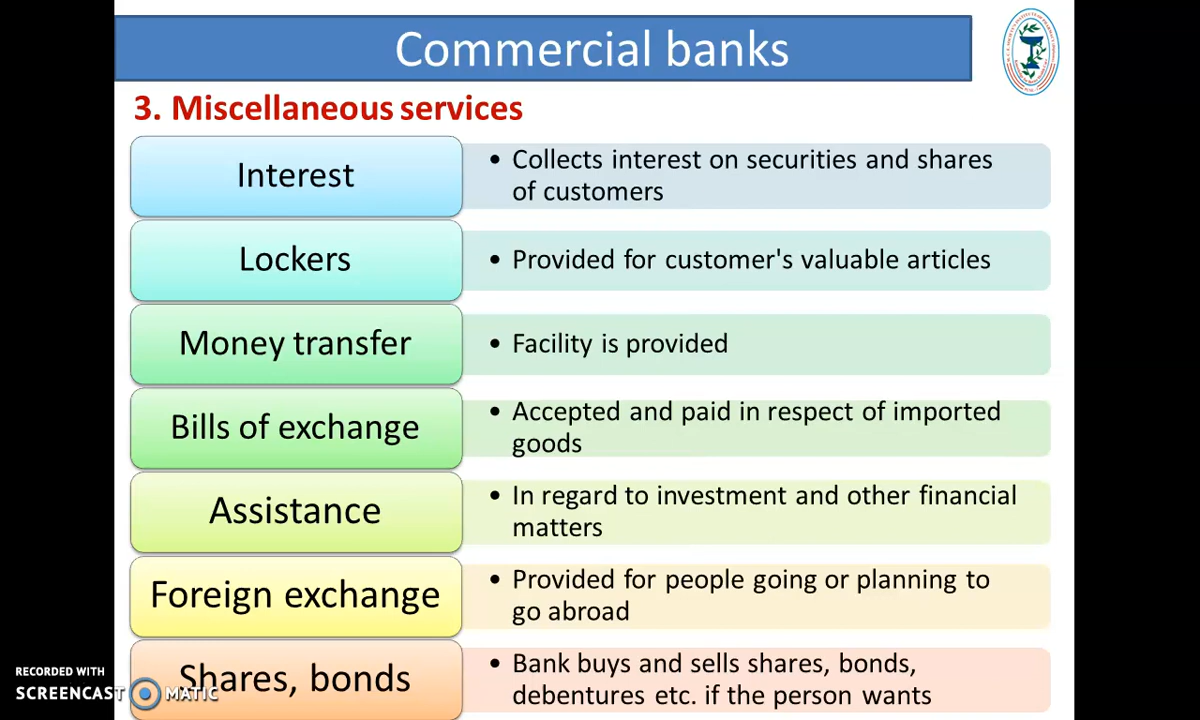 Commercial banks
3. Miscellaneous services
Interest
• Collects interest on securities and shares
of customers
Lockers
• Provided for customer's valuable articles
Money transfer
• Facility is provided
Bills of exchange
• Accepted and paid in respect of imported
goods
Assistance
• In regard to investment and other financial
matters
Foreign exchange
• Provided for people going or planning to
go abroad
Shares, bonds
• Bank buys and sells shares, bonds,
debentures etc. if the person wants
RECORDED WITH
SCREENCAST MATIC